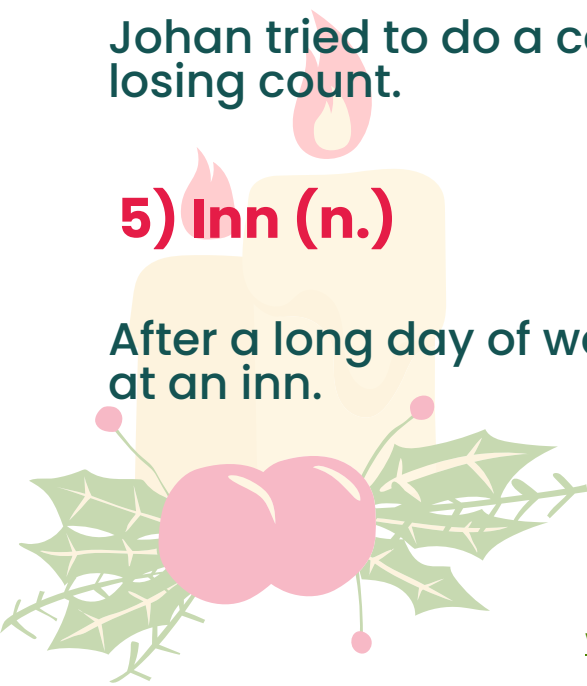 Johan tried to do a
losing count.
5) Inn (n.)
After a long day of
at an inn.